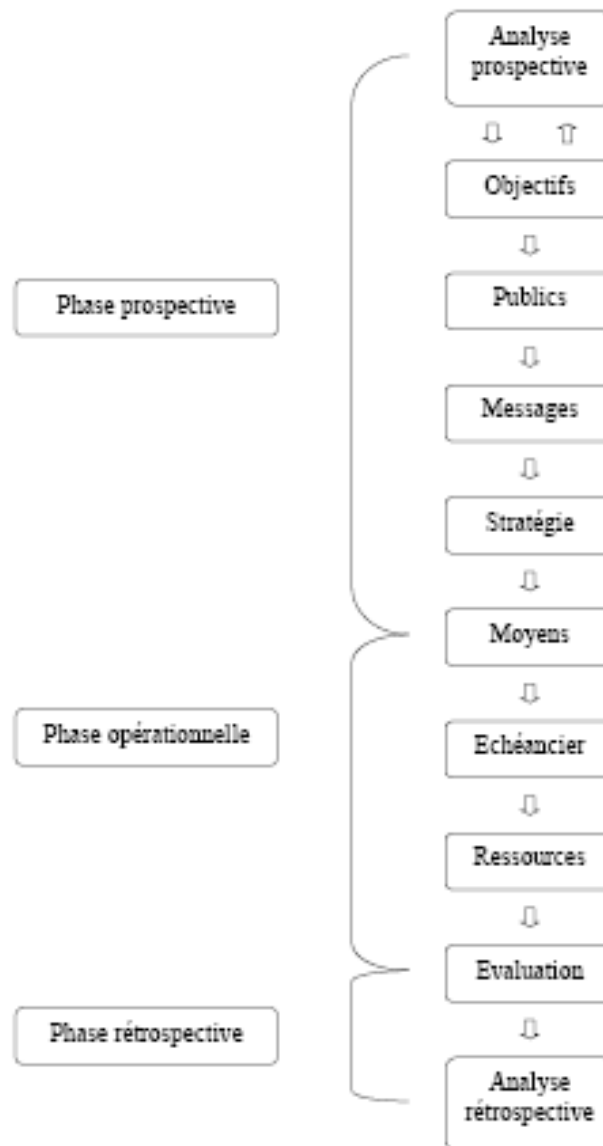 Analyse
prospective
Objectifs
Phase prospective
Publics
Messages
Stratégie
Moyens
Phase opérationnelle
Echéancier
Ressources
Evaluation
Phase rétrospective
Analyse
rétrospective